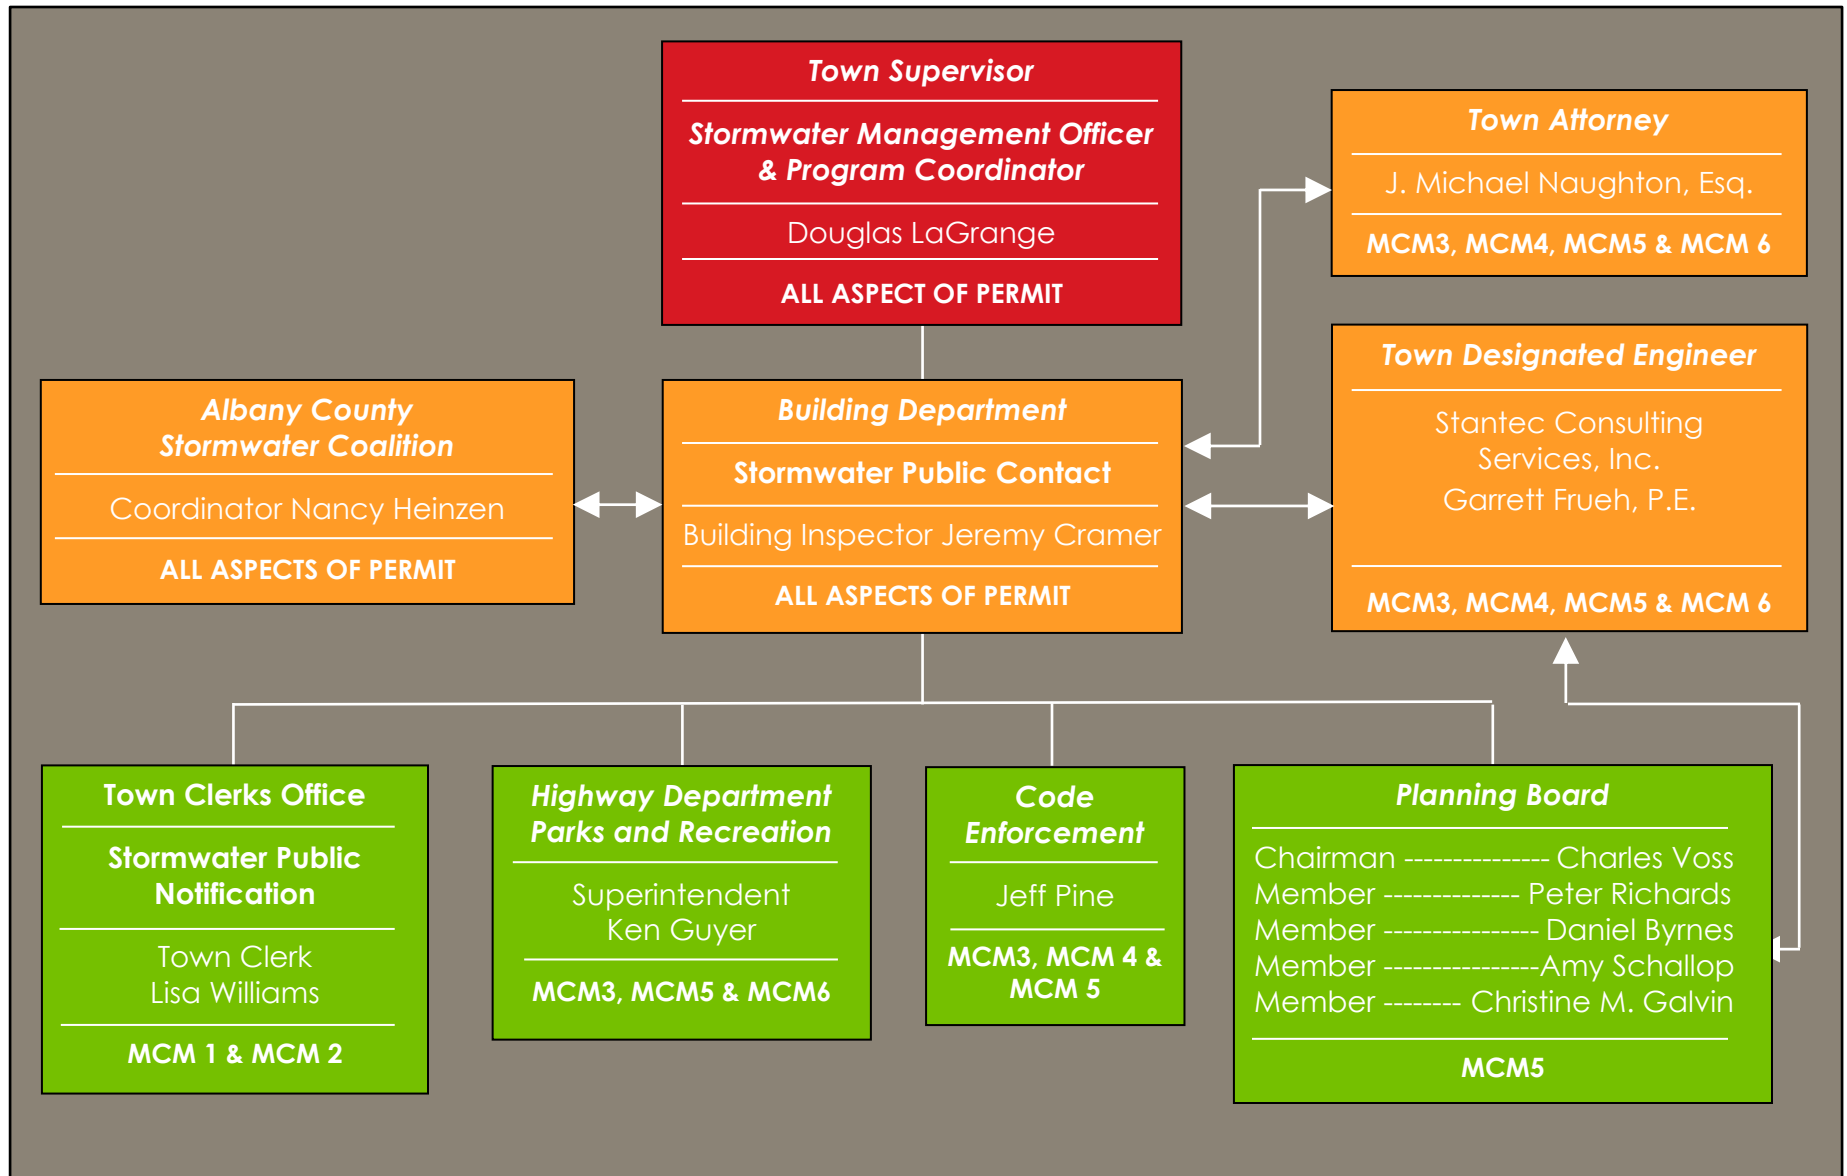 Town Supervisor
Stormwater Management Officer
& Program Coordinator
Douglas LaGrange
ALL ASPECT OF PERMIT
Town Attorney
J. Michael Naughton, Esq.
MCM3, MCM4, MCM5 & MCM 6
Albany County
Stormwater Coalition
Coordinator Nancy Heinzen
ALL ASPECTS OF PERMIT
Building Department
Stormwater Public Contact
Building Inspector Jeremy Cramer
ALL ASPECTS OF PERMIT
Town Designated Engineer
Stantec Consulting
Services, Inc.
Garrett Frueh, P.E.
MCM3, MCM4, MCM5 & MCM 6
Town Clerks Office
Stormwater Public
Notification
Town Clerk
Lisa Williams
MCM 1 & MCM 2
Highway Department
Parks and Recreation
Superintendent
Ken Guyer
MCM3, MCM5 & MCM6
Code
Enforcement
Jeff Pine
MCM3, MCM 4 &
MCM 5
Planning Board
Chairman --------------- Charles Voss
Member -------------- Peter Richards
Member ---------------- Daniel Byrnes
Member ----------------Amy Schallop
Member -------- Christine M. Galvin
MCM5